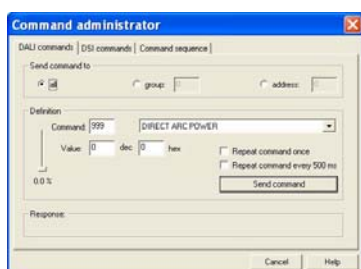 Command administrator
DALI commands DSI commands Command sequence
Send command to
all group: 0 address: 0
Definition
Command: 999 DIRECT ARC POWER
Value: 0 dec 0 hex
Repeat command once
Repeat command every 500 ms
0.0 %
Send command
Response:
Cancel Help